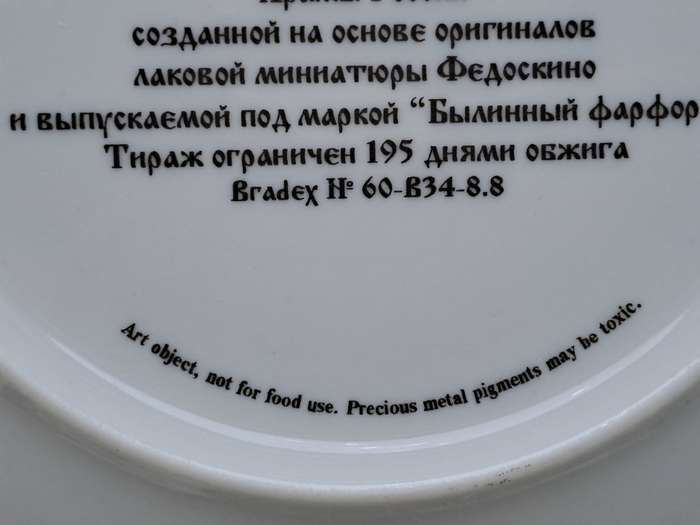 созданной на основе оригиналов
лаковой миниатюры Федоскино
и выпускаемой под маркой “Былинный фарфор
Тираж ограничен 195 днями обжига
Bradex № 60-B34-8.8
Art object, not for food use. Precious metal pigments may be toxic.